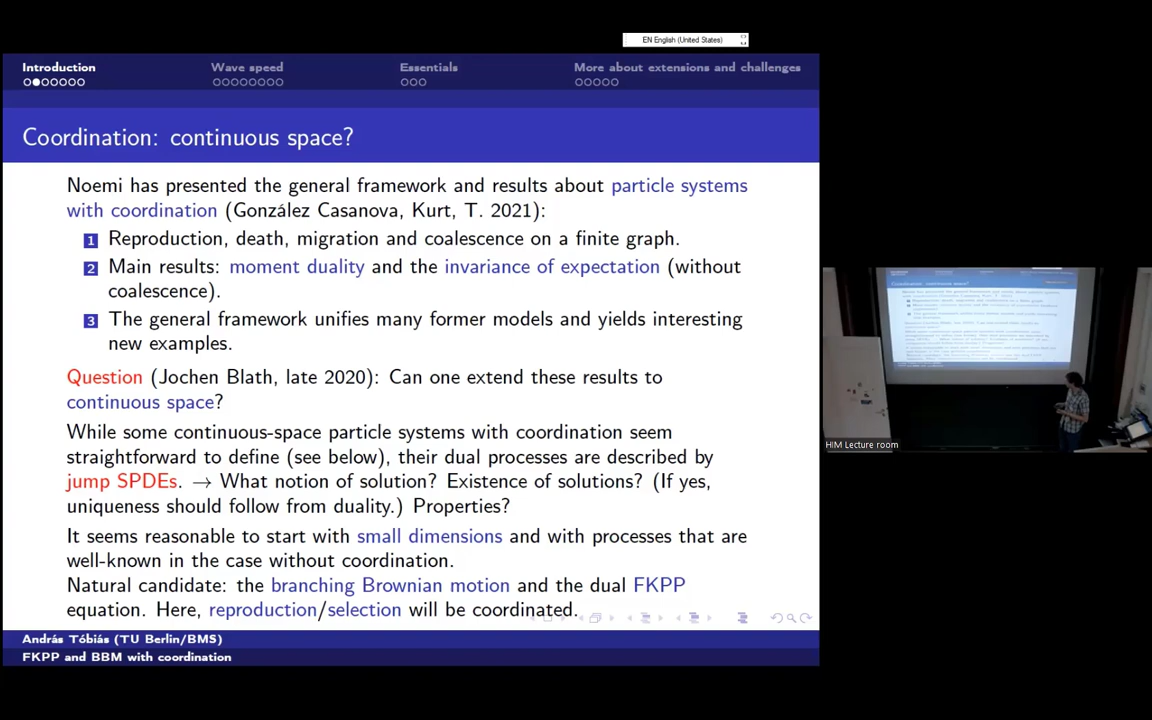 EN English (United States)
Introduction
Wave speed
Essentials
More about extensions and challenges
Coordination: continuous space?
Noemi has presented the general framework and results about particle systems
with coordination (González Casanova, Kurt, T. 2021):
1 Reproduction, death, migration and coalescence on a finite graph.
2 Main results: moment duality and the invariance of expectation (without
coalescence).
3 The general framework unifies many former models and yields interesting
new examples.
Question (Jochen Blath, late 2020): Can one extend these results to
continuous space?
While some continuous-space particle systems with coordination seem
straightforward to define (see below), their dual processes are described by
jump SPDEs. → What notion of solution? Existence of solutions? (If yes,
uniqueness should follow from duality.) Properties?
It seems reasonable to start with small dimensions and with processes that are
well-known in the case without coordination.
Natural candidate: the branching Brownian motion and the dual FKPP
equation. Here, reproduction/selection will be coordinated.
András Tóbiás (TU Berlin/BMS)
FKPP and BBM with coordination
HIM Lecture room